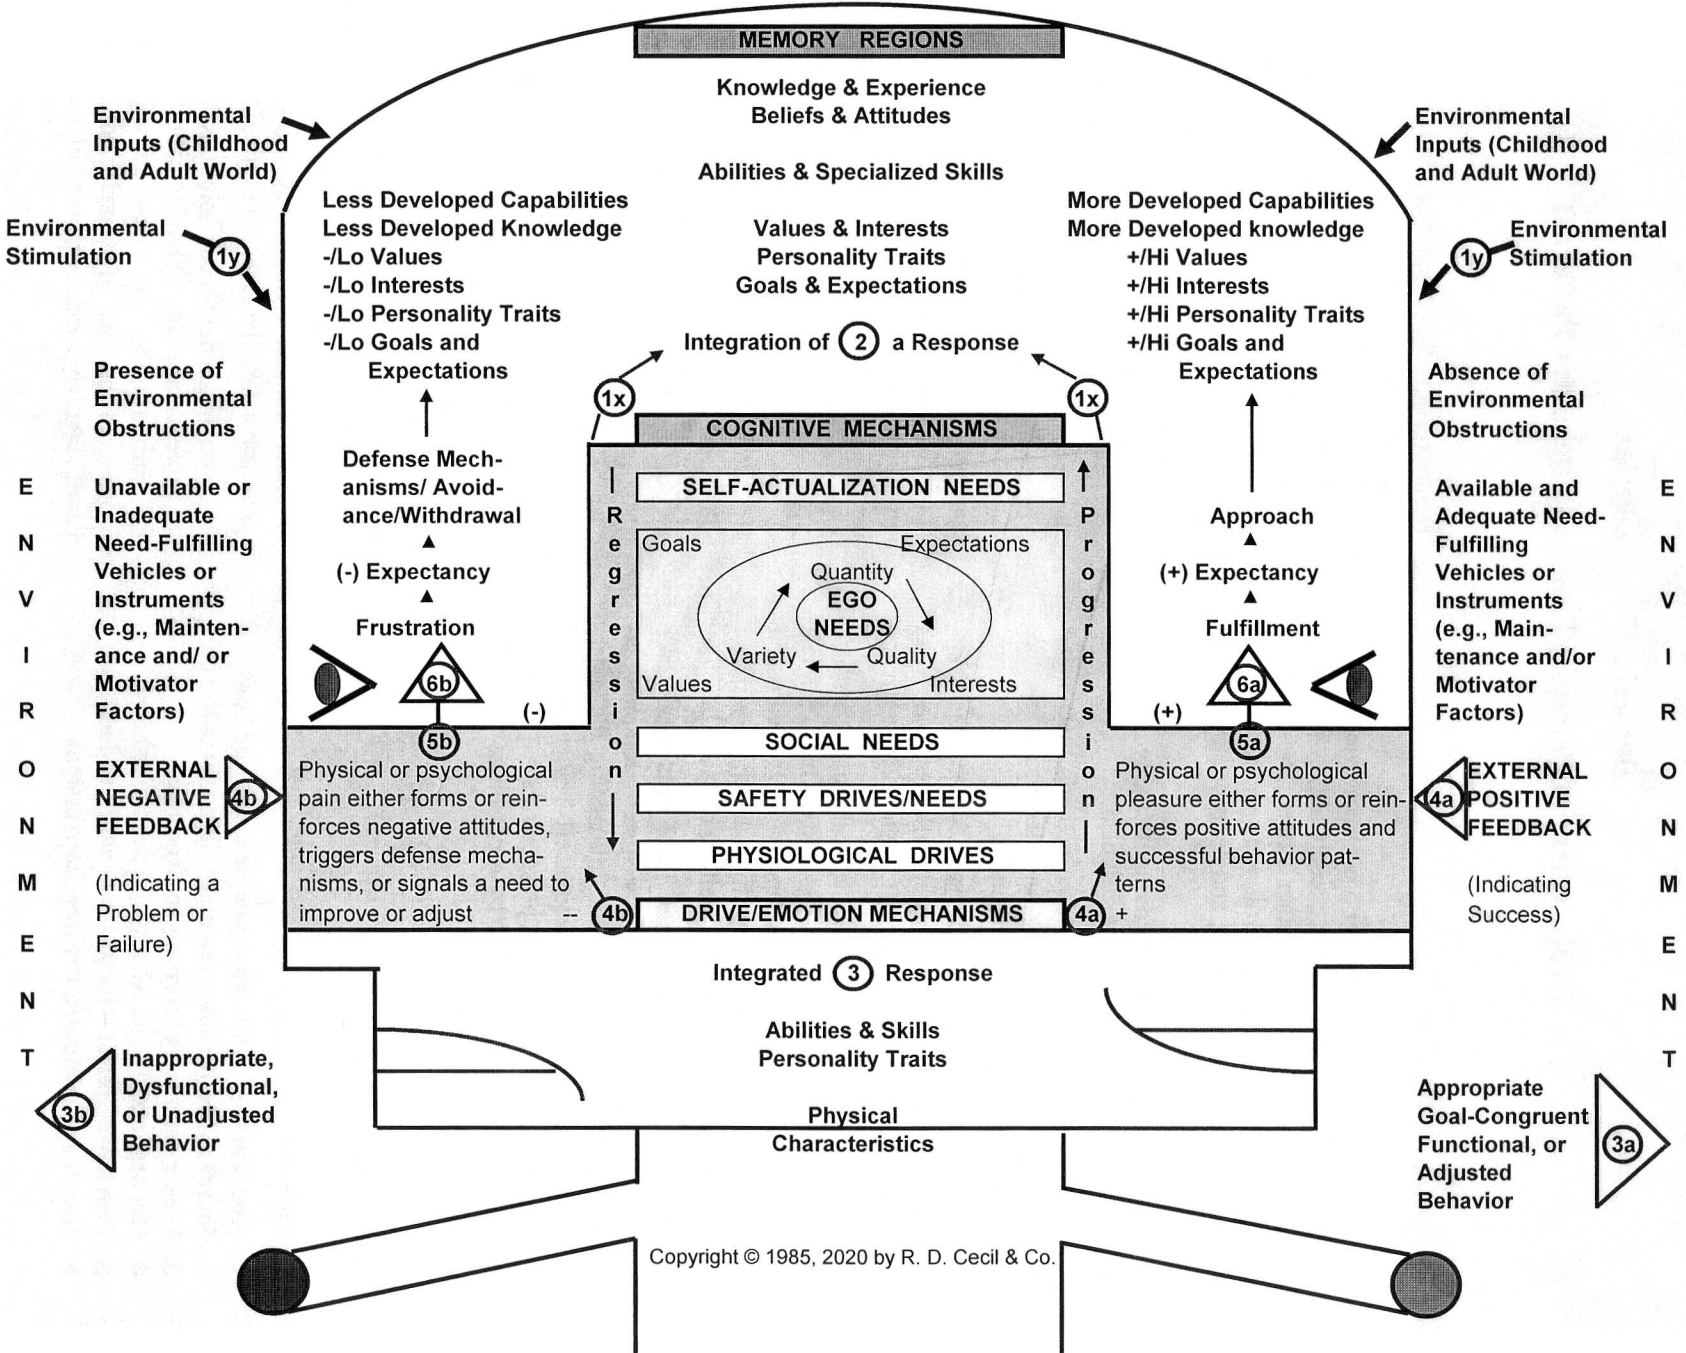 MEMORY REGIONS
Knowledge & Experience
Beliefs & Attitudes
Abilities & Specialized Skills
Values & Interests
Personality Traits
Goals & Expectations
Integration of 2 a Response
Environmental
Inputs (Childhood
and Adult World)
Environmental
Stimulation
1y
Less Developed Capabilities
Less Developed Knowledge
-/Lo Values
-/Lo Interests
-/Lo Personality Traits
-/Lo Goals and
Expectations
Defense Mech-
anisms/ Avoid-
ance/Withdrawal
(-) Expectancy
Frustration
6b
(-)
5b
Environmental
Inputs (Childhood
and Adult World)
1y
Environmental
Stimulation
More Developed Capabilities
More Developed knowledge
+/Hi Values
+/Hi Interests
+/Hi Personality Traits
+/Hi Goals and
Expectations
Approach
(+) Expectancy
Fulfillment
6a
(+)
5a
Presence of
Environmental
Obstructions
Unavailable or
Inadequate
Need-Fulfilling
Vehicles or
Instruments
(e.g., Mainten-
ance and/ or
Motivator
Factors)
EXTERNAL
NEGATIVE
FEEDBACK
4b
(Indicating a
Problem or
Failure)
ENVIRONMENT
Absence of
Environmental
Obstructions
Available and
Adequate Need-
Fulfilling
Vehicles or
Instruments
(e.g., Main-
tenance and/or
Motivator
Factors)
4a
EXTERNAL
POSITIVE
FEEDBACK
(Indicating
Success)
ENVIRONMENT
1x
1x
COGNITIVE MECHANISMS
Regression
Progression
SELF-ACTUALIZATION NEEDS
Goals
Expectations
Quantity
EGO
NEEDS
Variety
Quality
Values
Interests
SOCIAL NEEDS
SAFETY DRIVES/NEEDS
PHYSIOLOGICAL DRIVES
DRIVE/EMOTION MECHANISMS
Physical or psychological
pain either forms or rein-
forces negative attitudes,
triggers defense mecha-
nisms, or signals a need to
improve or adjust --
4b
Physical or psychological
pleasure either forms or rein-
forces positive attitudes and
successful behavior pat-
terns
4a +
Integrated 3 Response
Abilities & Skills
Personality Traits
Physical
Characteristics
3b
Inappropriate,
Dysfunctional,
or Unadjusted
Behavior
Appropriate
Goal-Congruent
Functional, or
Adjusted
Behavior
3a
Copyright © 1985, 2020 by R. D. Cecil & Co.